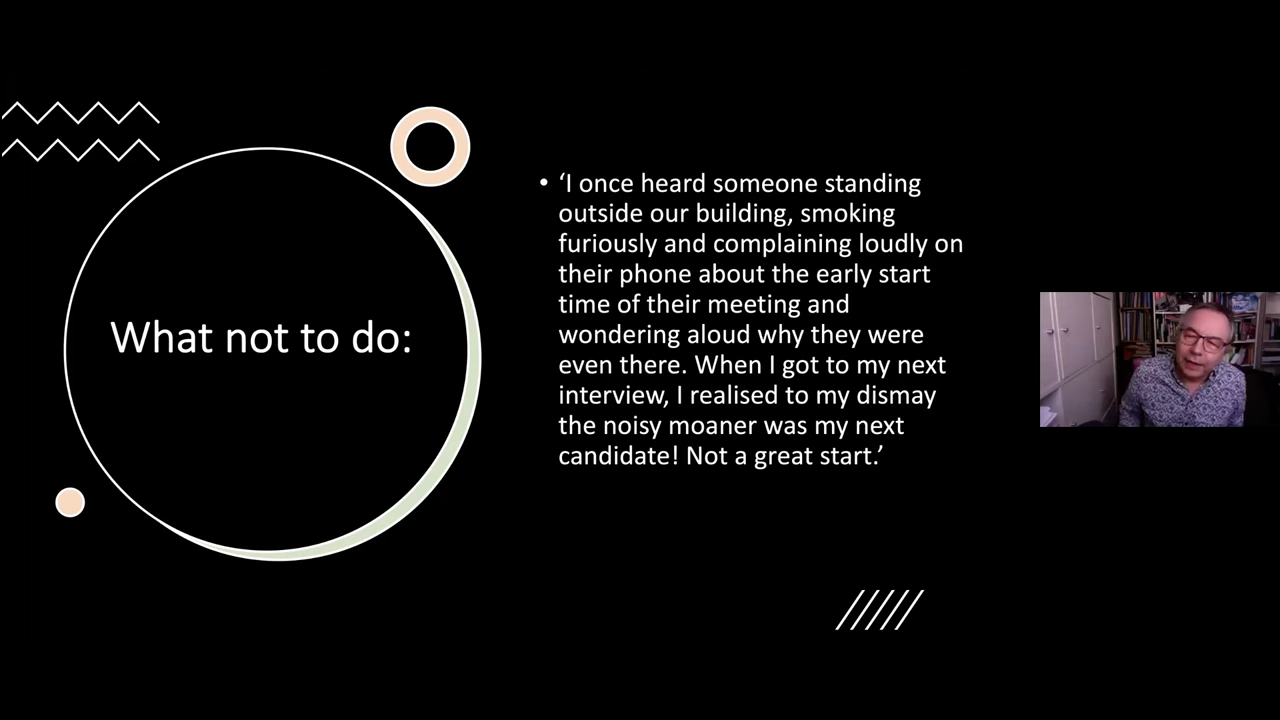 What not to do:
• ‘I once heard someone standing
outside our building, smoking
furiously and complaining loudly on
their phone about the early start
time of their meeting and
wondering aloud why they were
even there. When I got to my next
interview, I realised to my dismay
the noisy moaner was my next
candidate! Not a great start.’